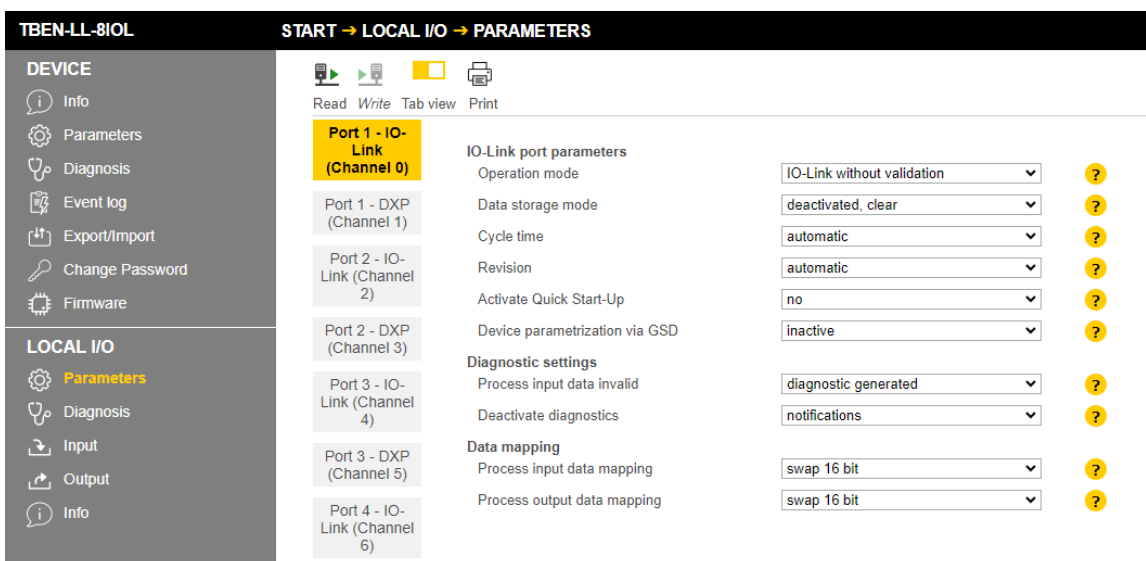 TBEN-LL-8IOL
START ➔ LOCAL I/O ➔ PARAMETERS
DEVICE
Info
Parameters
Diagnosis
Event log
Export/Import
Change Password
Firmware
LOCAL I/O
Parameters
Diagnosis
Input
Output
Info
Read Write Tab view Print
Port 1 - IO-
Link
(Channel 0)
Port 1 - DXP
(Channel 1)
Port 2 - IO-
Link (Channel
2)
Port 2 - DXP
(Channel 3)
Port 3 - IO-
Link (Channel
4)
Port 3 - DXP
(Channel 5)
Port 4 - IO-
Link (Channel
6)
IO-Link port parameters
Operation mode IO-Link without validation ?
Data storage mode deactivated, clear ?
Cycle time automatic ?
Revision automatic ?
Activate Quick Start-Up no ?
Device parametrization via GSD inactive ?
Diagnostic settings
Process input data invalid diagnostic generated ?
Deactivate diagnostics notifications ?
Data mapping
Process input data mapping swap 16 bit ?
Process output data mapping swap 16 bit ?